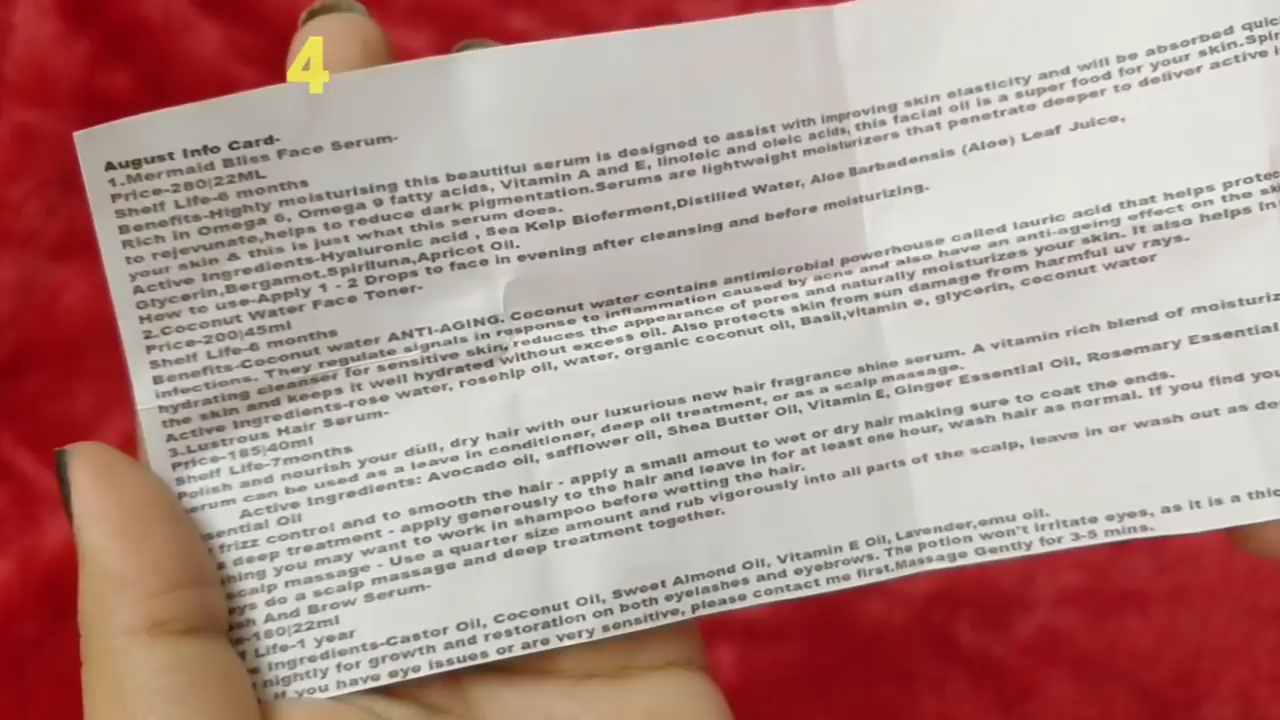 4
August Info Card-
1.Mermaid Bliss Face Serum-
Price-280|22ML
Shelf Life-6 months
Benefits-Highly moisturising this beautiful serum is designed to assist with improving skin elasticity and will be absorbed
Rich in Omega 6, Omega 9 fatty acids, Vitamin A and E, linoleic and oleic acids, this facial oil is a super food for your skin.
to rejevunate,helps to reduce dark pigmentation.Serums are lightweight moisturizers that penetrate deeper to deliver active
your skin & this is just what this serum does.
Active Ingredients-Hyaluronic acid , Sea Kelp Bioferment,Distilled Water, Aloe Barbadensis (Aloe) Leaf Juice,
Glycerin,Bergamot.Spiriluna,Apricot Oil.
How to use-Apply 1 - 2 Drops to face in evening after cleansing and before moisturizing.
2.Coconut Water Face Toner-
Price-200|45ml
Shelf Life-6 months
Benefits-Coconut water ANTI-AGING. Coconut water contains antimicrobial powerhouse called lauric acid that helps
infections. They regulate signals in response to inflammation caused by acne and also have an anti-ageing effect on the
hydrating cleanser for sensitive skin, reduces the appearance of pores and naturally moisturizes your skin. It also helps
the skin and keeps it well hydrated without excess oil. Also protects skin from sun damage from harmful uv rays.
Active Ingredients-rose water, rosehip oil, water, organic coconut oil, Basil,vitamin e, glycerin, coconut water
3.Lustrous Hair Serum-
Price-185|40ml
Shelf Life-7months
Polish and nourish your dull, dry hair with our luxurious new hair fragrance shine serum. A vitamin rich blend of
erum can be used as a leave in conditioner, deep oil treatment, or as a scalp massage.
Active Ingredients: Avocado oil, safflower oil, Shea Butter Oil, Vitamin E, Ginger Essential Oil, Rosemary Essential
sential Oil
frizz control and to smooth the hair - apply a small amout to wet or dry hair making sure to coat the ends.
deep treatment - apply generously to the hair and leave in for at least one hour, wash hair as normal. If you find you
hing you may want to work in shampoo before wetting the hair.
calp massage - Use a quarter size amount and rub vigorously into all parts of the scalp, leave in or wash out as
ys do a scalp massage and deep treatment together.
sh And Brow Serum-
-180|22ml
Life-1 year
Ingredients-Castor Oil, Coconut Oil, Sweet Almond Oil, Vitamin E Oil, Lavender,emu oil.
nightly for growth and restoration on both eyelashes and eyebrows. The potion won't irritate eyes, as it is a
If you have eye issues or are very sensitive, please contact me first.Massage Gently for 3-5 mins.